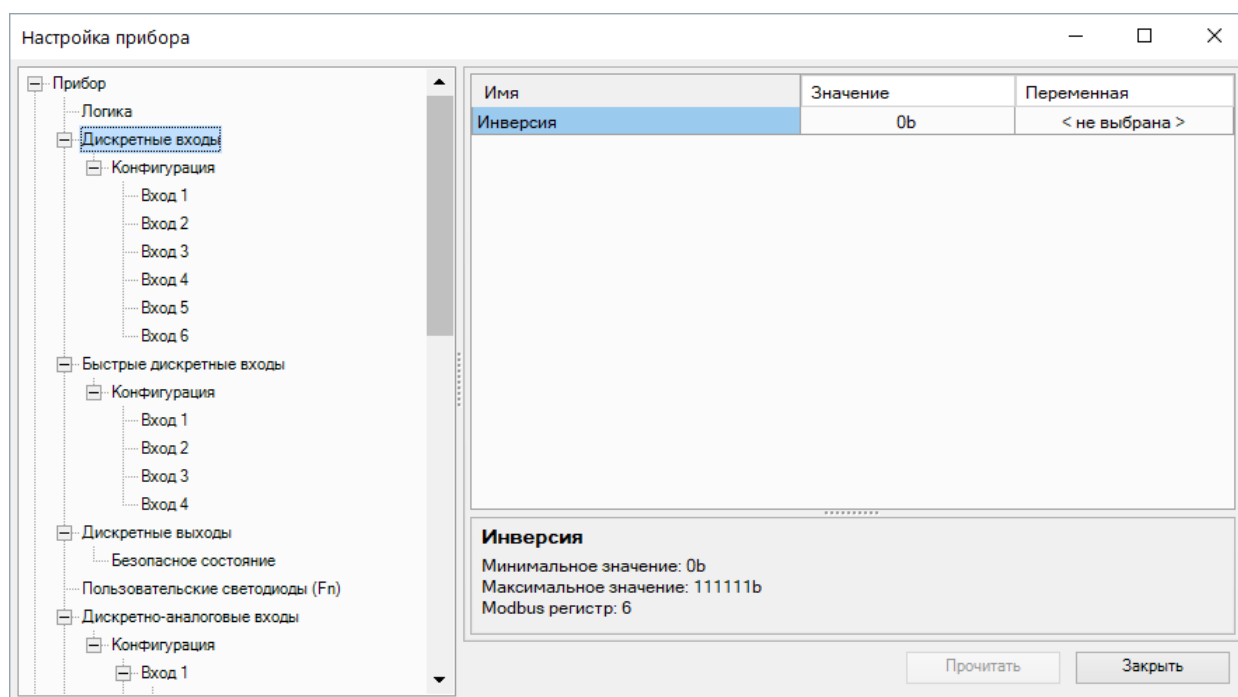 Настройка прибора
Прибор
Логика
Дискретные входы
Конфигурация
Вход 1
Вход 2
Вход 3
Вход 4
Вход 5
Вход 6
Быстрые дискретные входы
Конфигурация
Вход 1
Вход 2
Вход 3
Вход 4
Дискретные выходы
Безопасное состояние
Пользовательские светодиоды (Fn)
Дискретно-аналоговые входы
Конфигурация
Вход 1
Имя Значение Переменная
Инверсия 0b < не выбрана >
Инверсия
Минимальное значение: 0b
Максимальное значение: 111111b
Modbus регистр: 6
Прочитать Закрыть